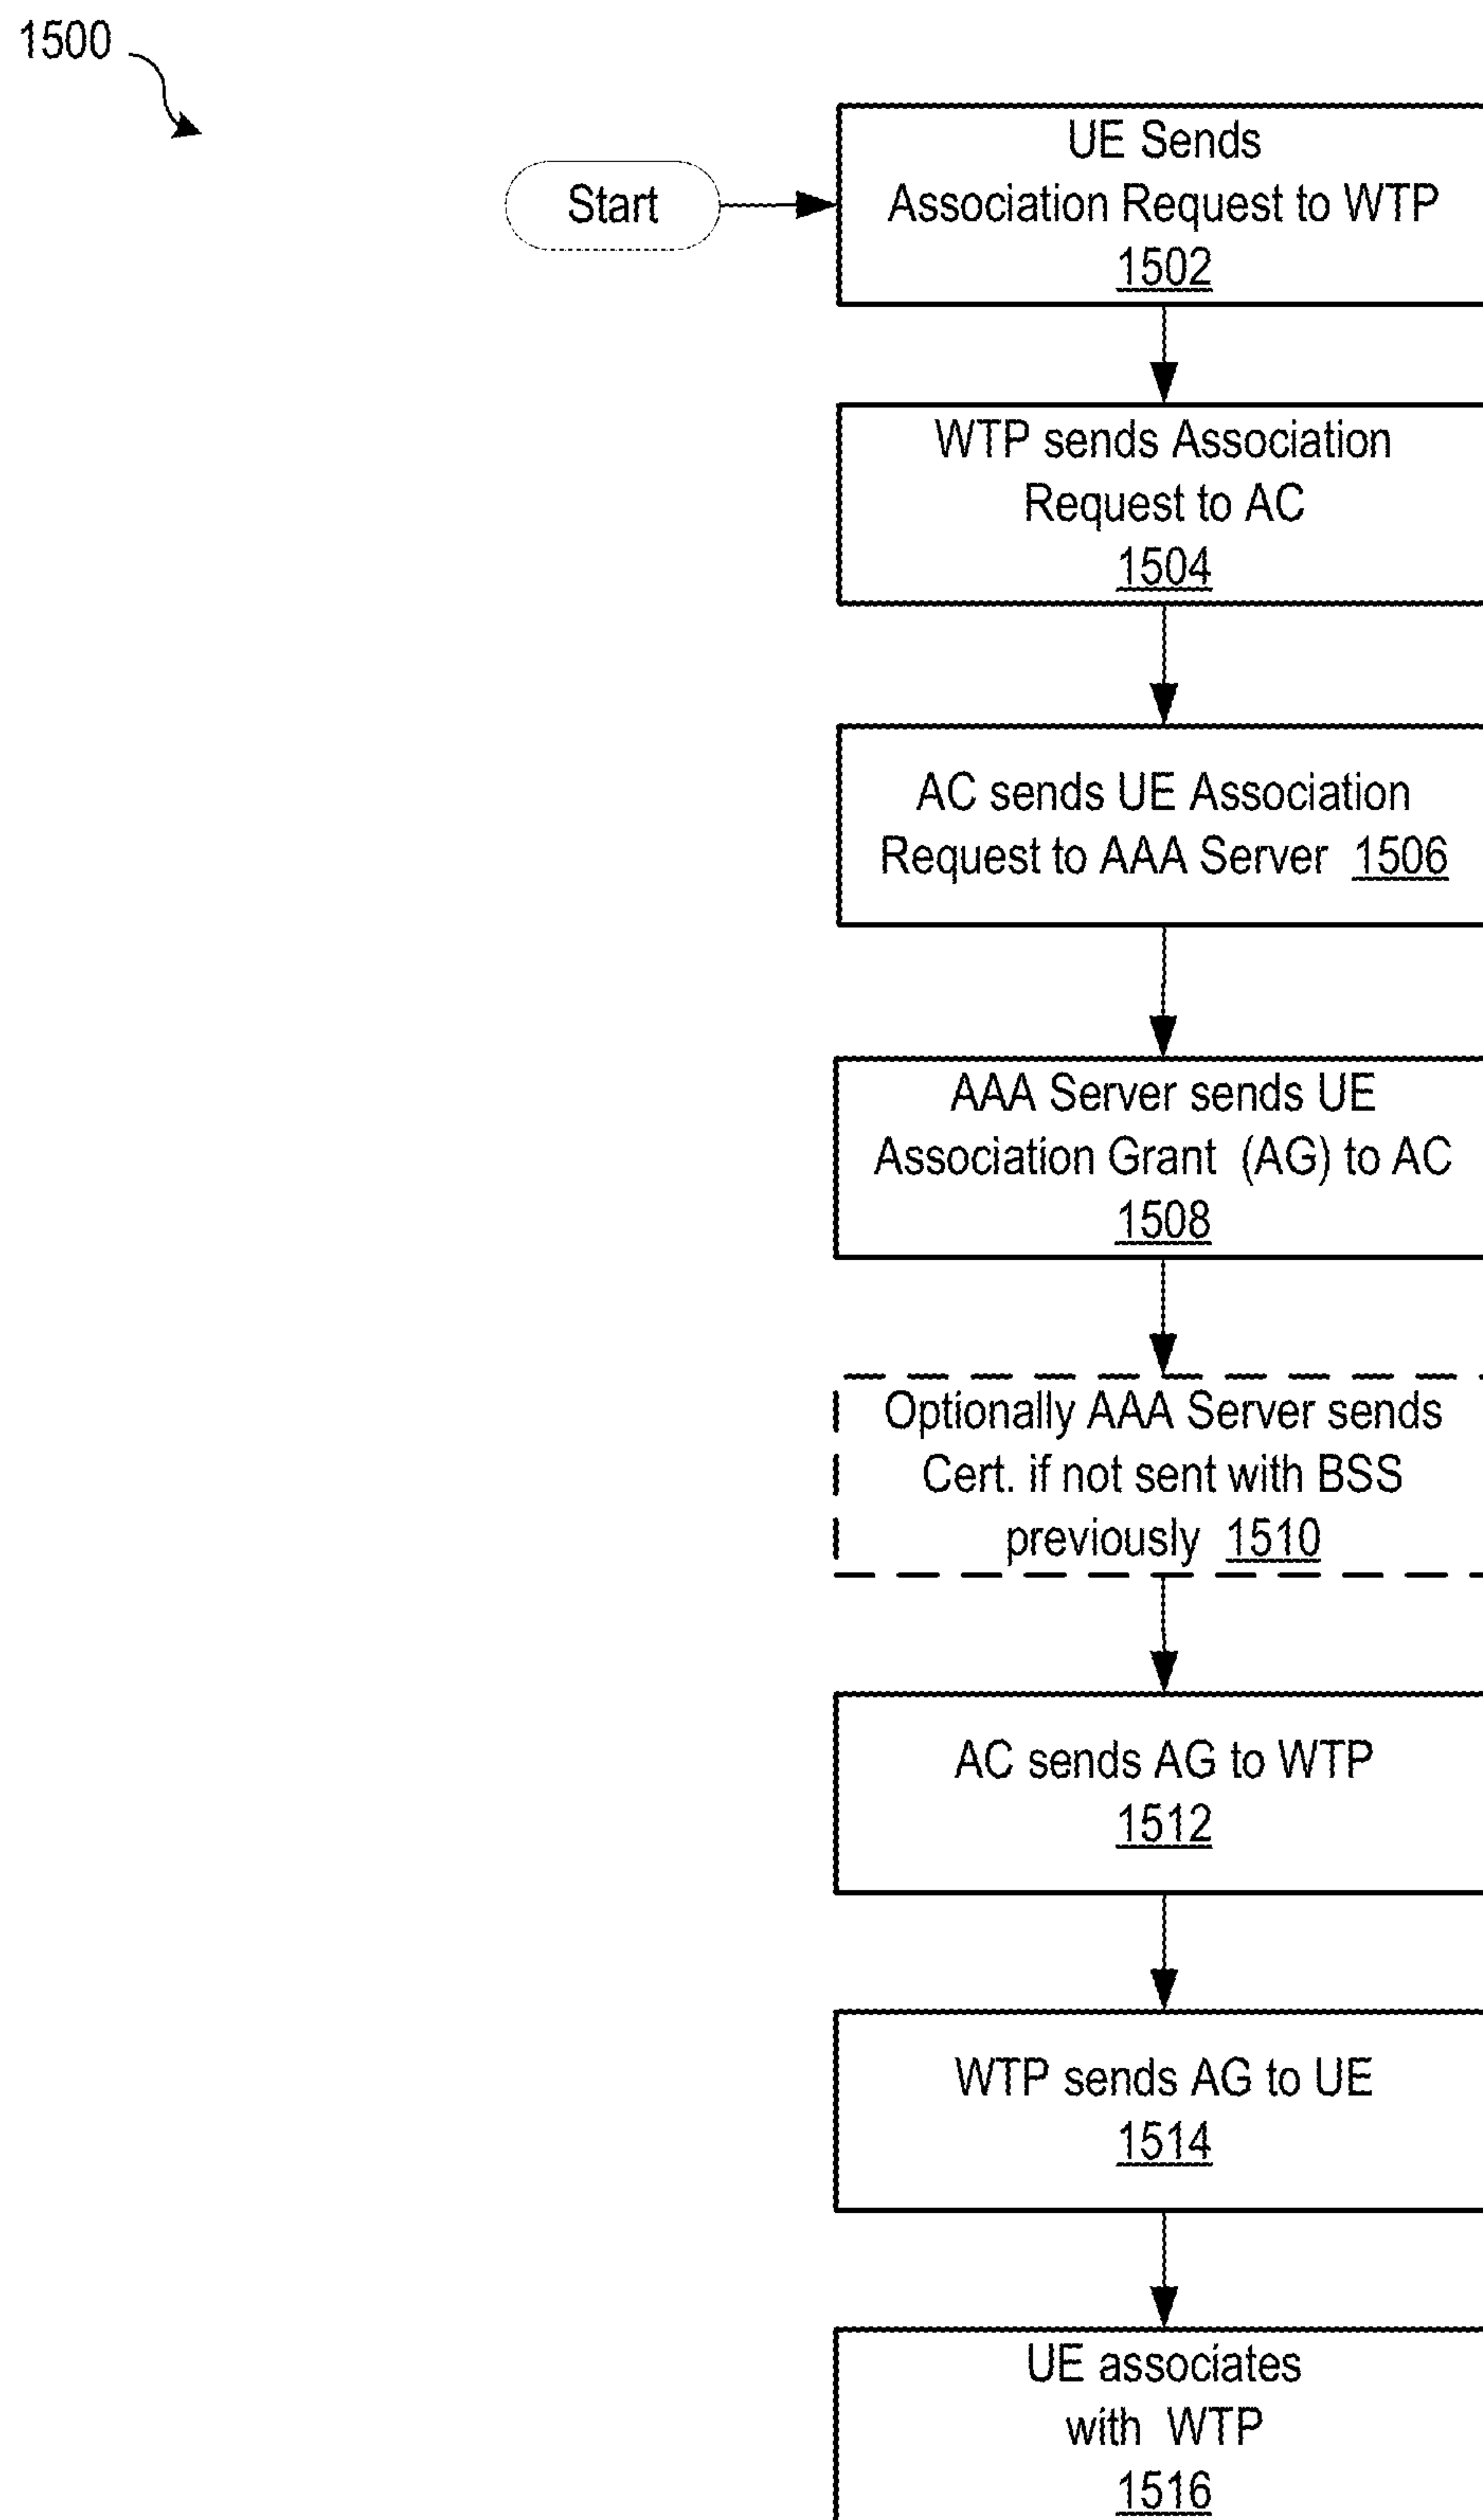 1500
Start
UE Sends
Association Request to WTP
1502
WTP sends Association
Request to AC
1504
AC sends UE Association
Request to AAA Server 1506
AAA Server sends UE
Association Grant (AG) to AC
1508
Optionally AAA Server sends
Cert. if not sent with BSS
previously 1510
AC sends AG to WTP
1512
WTP sends AG to UE
1514
UE associates
with WTP
1516